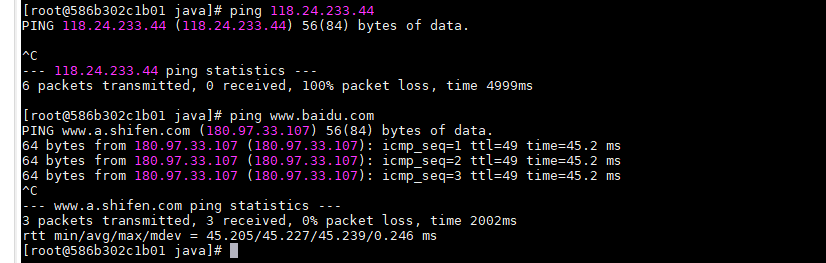 [root@586b302c1b01 java]# ping 118.24.233.44
PING 118.24.233.44 (118.24.233.44) 56(84) bytes of data.
^C
--- 118.24.233.44 ping statistics ---
6 packets transmitted, 0 received, 100% packet loss, time 4999ms
[root@586b302c1b01 java]# ping www.baidu.com
PING www.a.shifen.com (180.97.33.107) 56(84) bytes of data.
64 bytes from 180.97.33.107 (180.97.33.107): icmp_seq=1 ttl=49 time=45.2 ms
64 bytes from 180.97.33.107 (180.97.33.107): icmp_seq=2 ttl=49 time=45.2 ms
64 bytes from 180.97.33.107 (180.97.33.107): icmp_seq=3 ttl=49 time=45.2 ms
^C
--- www.a.shifen.com ping statistics ---
3 packets transmitted, 3 received, 0% packet loss, time 2002ms
rtt min/avg/max/mdev = 45.205/45.227/45.239/0.246 ms
[root@586b302c1b01 java]#